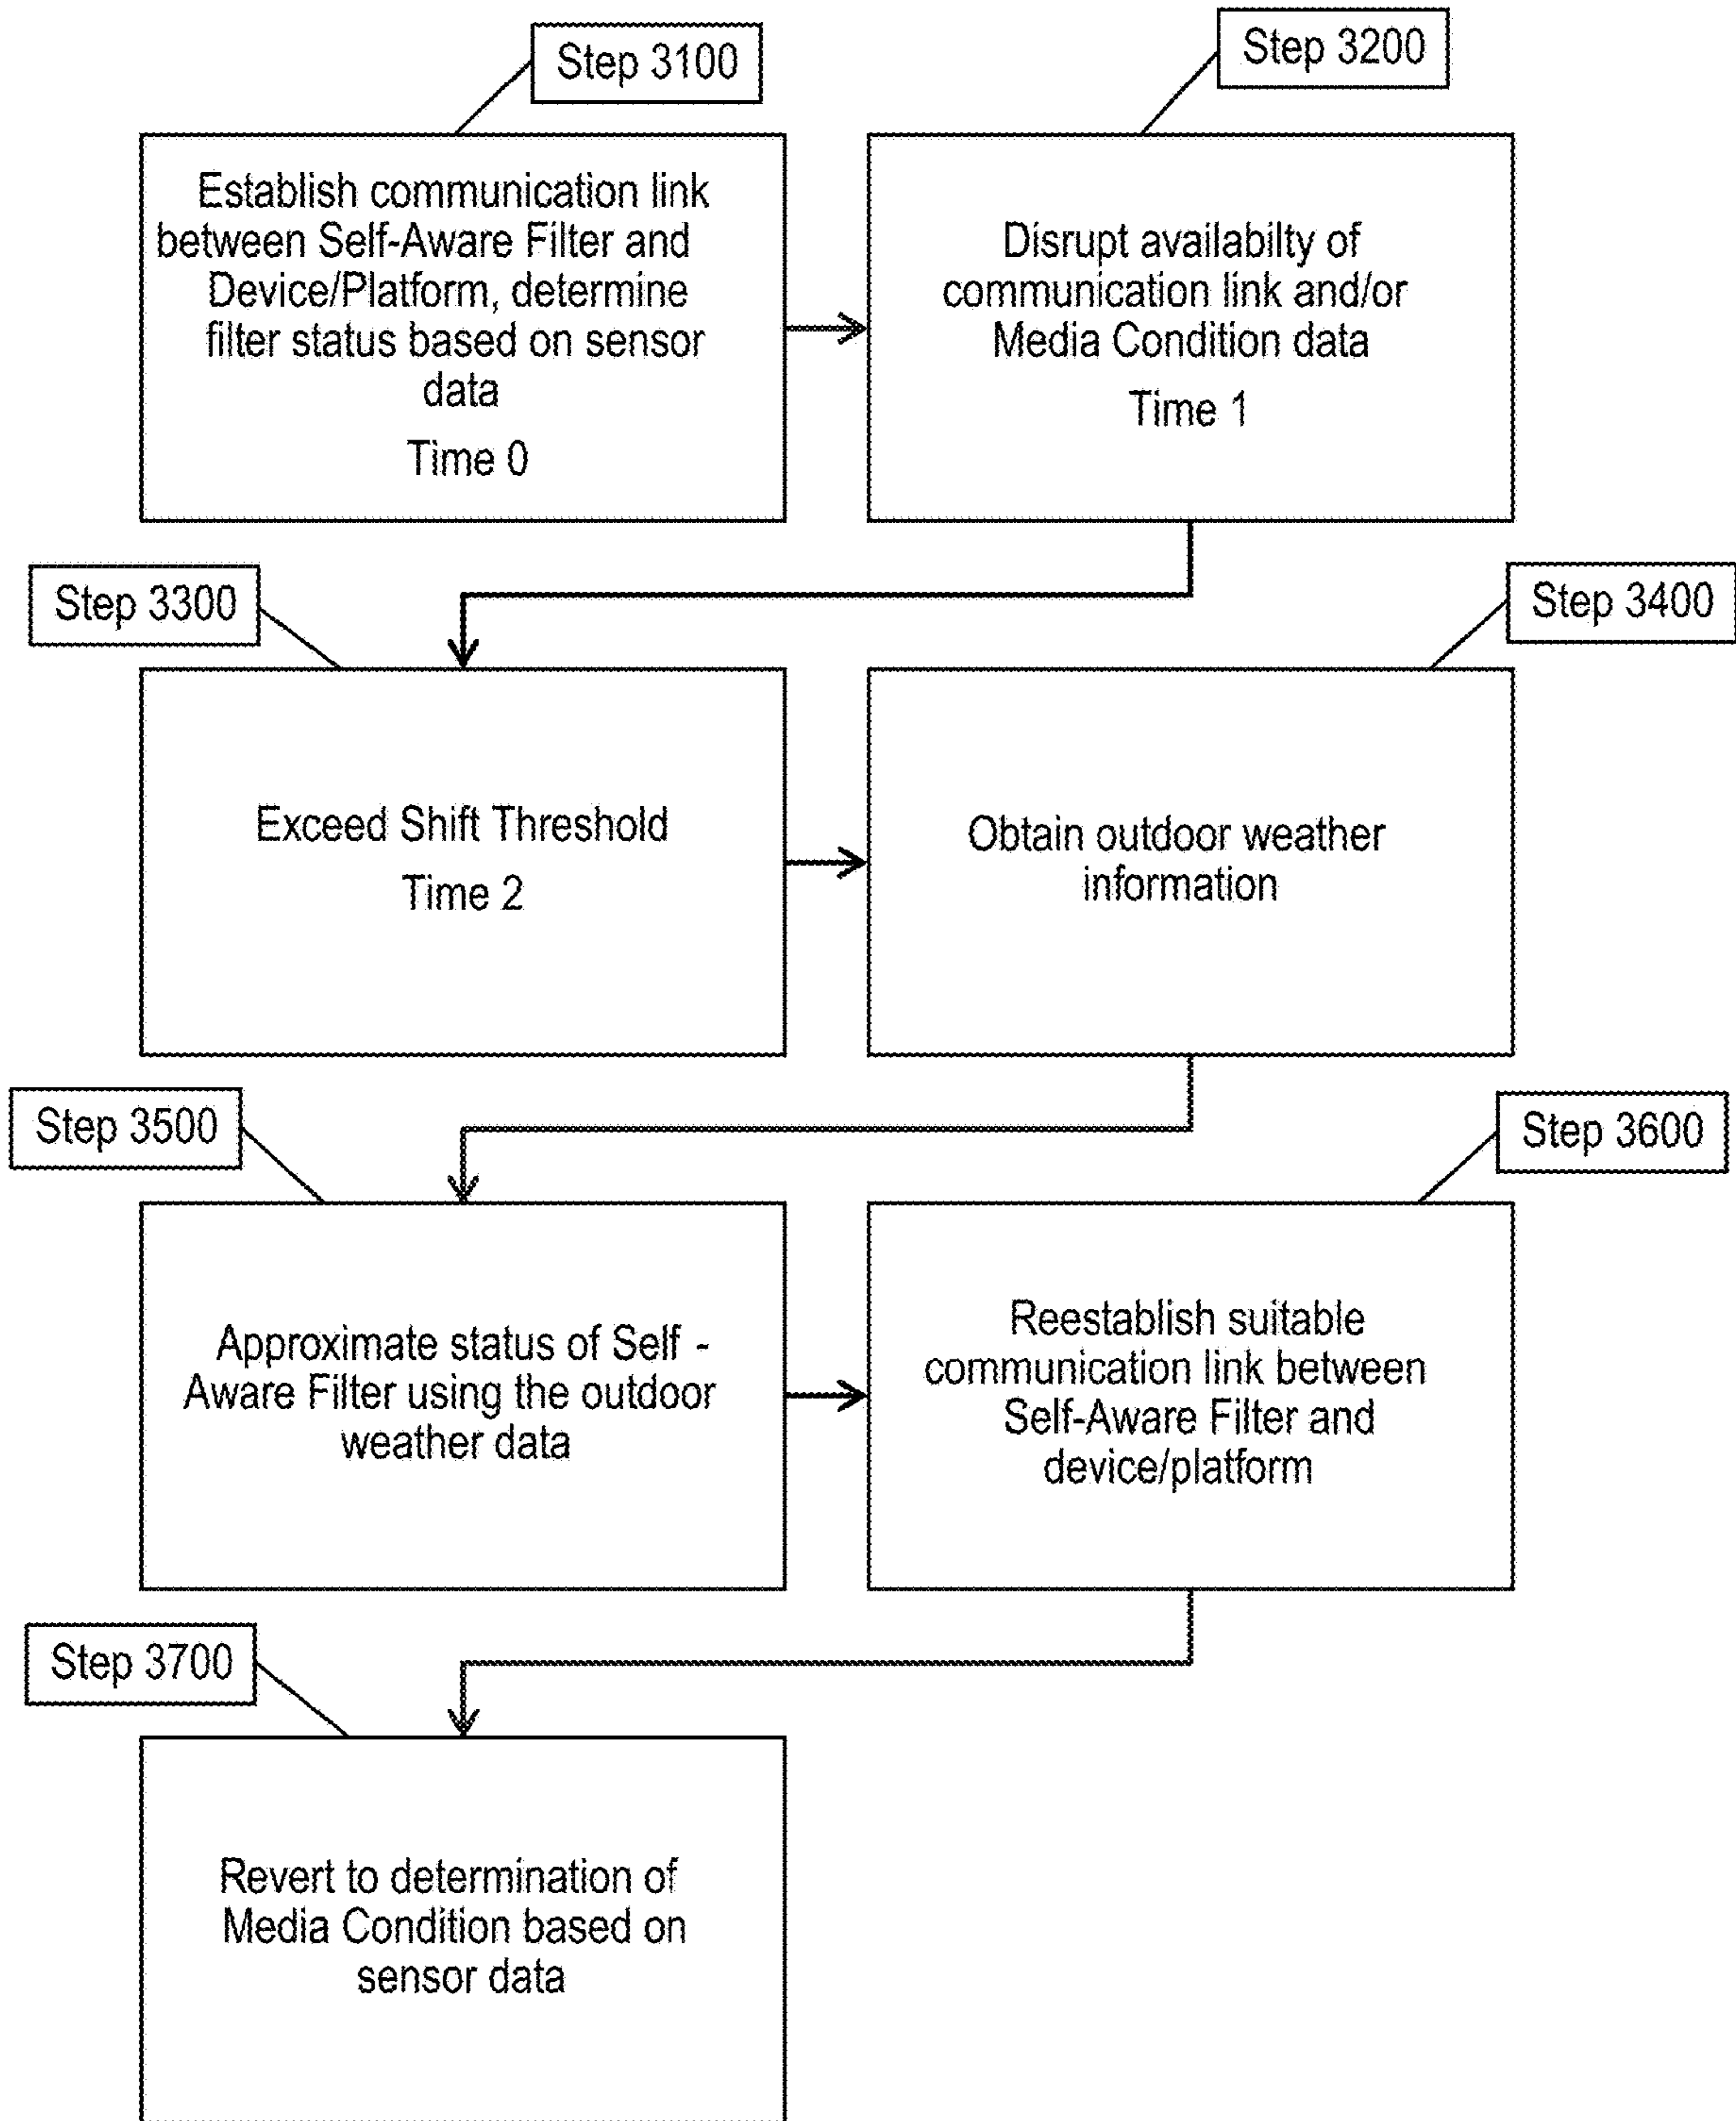 Step 3100
Establish communication link
between Self-Aware Filter and
Device/Platform, determine
filter status based on sensor
data
Time 0
Step 3200
Disrupt availabilty of
communication link and/or
Media Condition data
Time 1
Step 3300
Exceed Shift Threshold
Time 2
Step 3400
Obtain outdoor weather
information
Step 3500
Approximate status of Self -
Aware Filter using the outdoor
weather data
Step 3600
Reestablish suitable
communication link between
Self-Aware Filter and
device/platform
Step 3700
Revert to determination of
Media Condition based on
sensor data